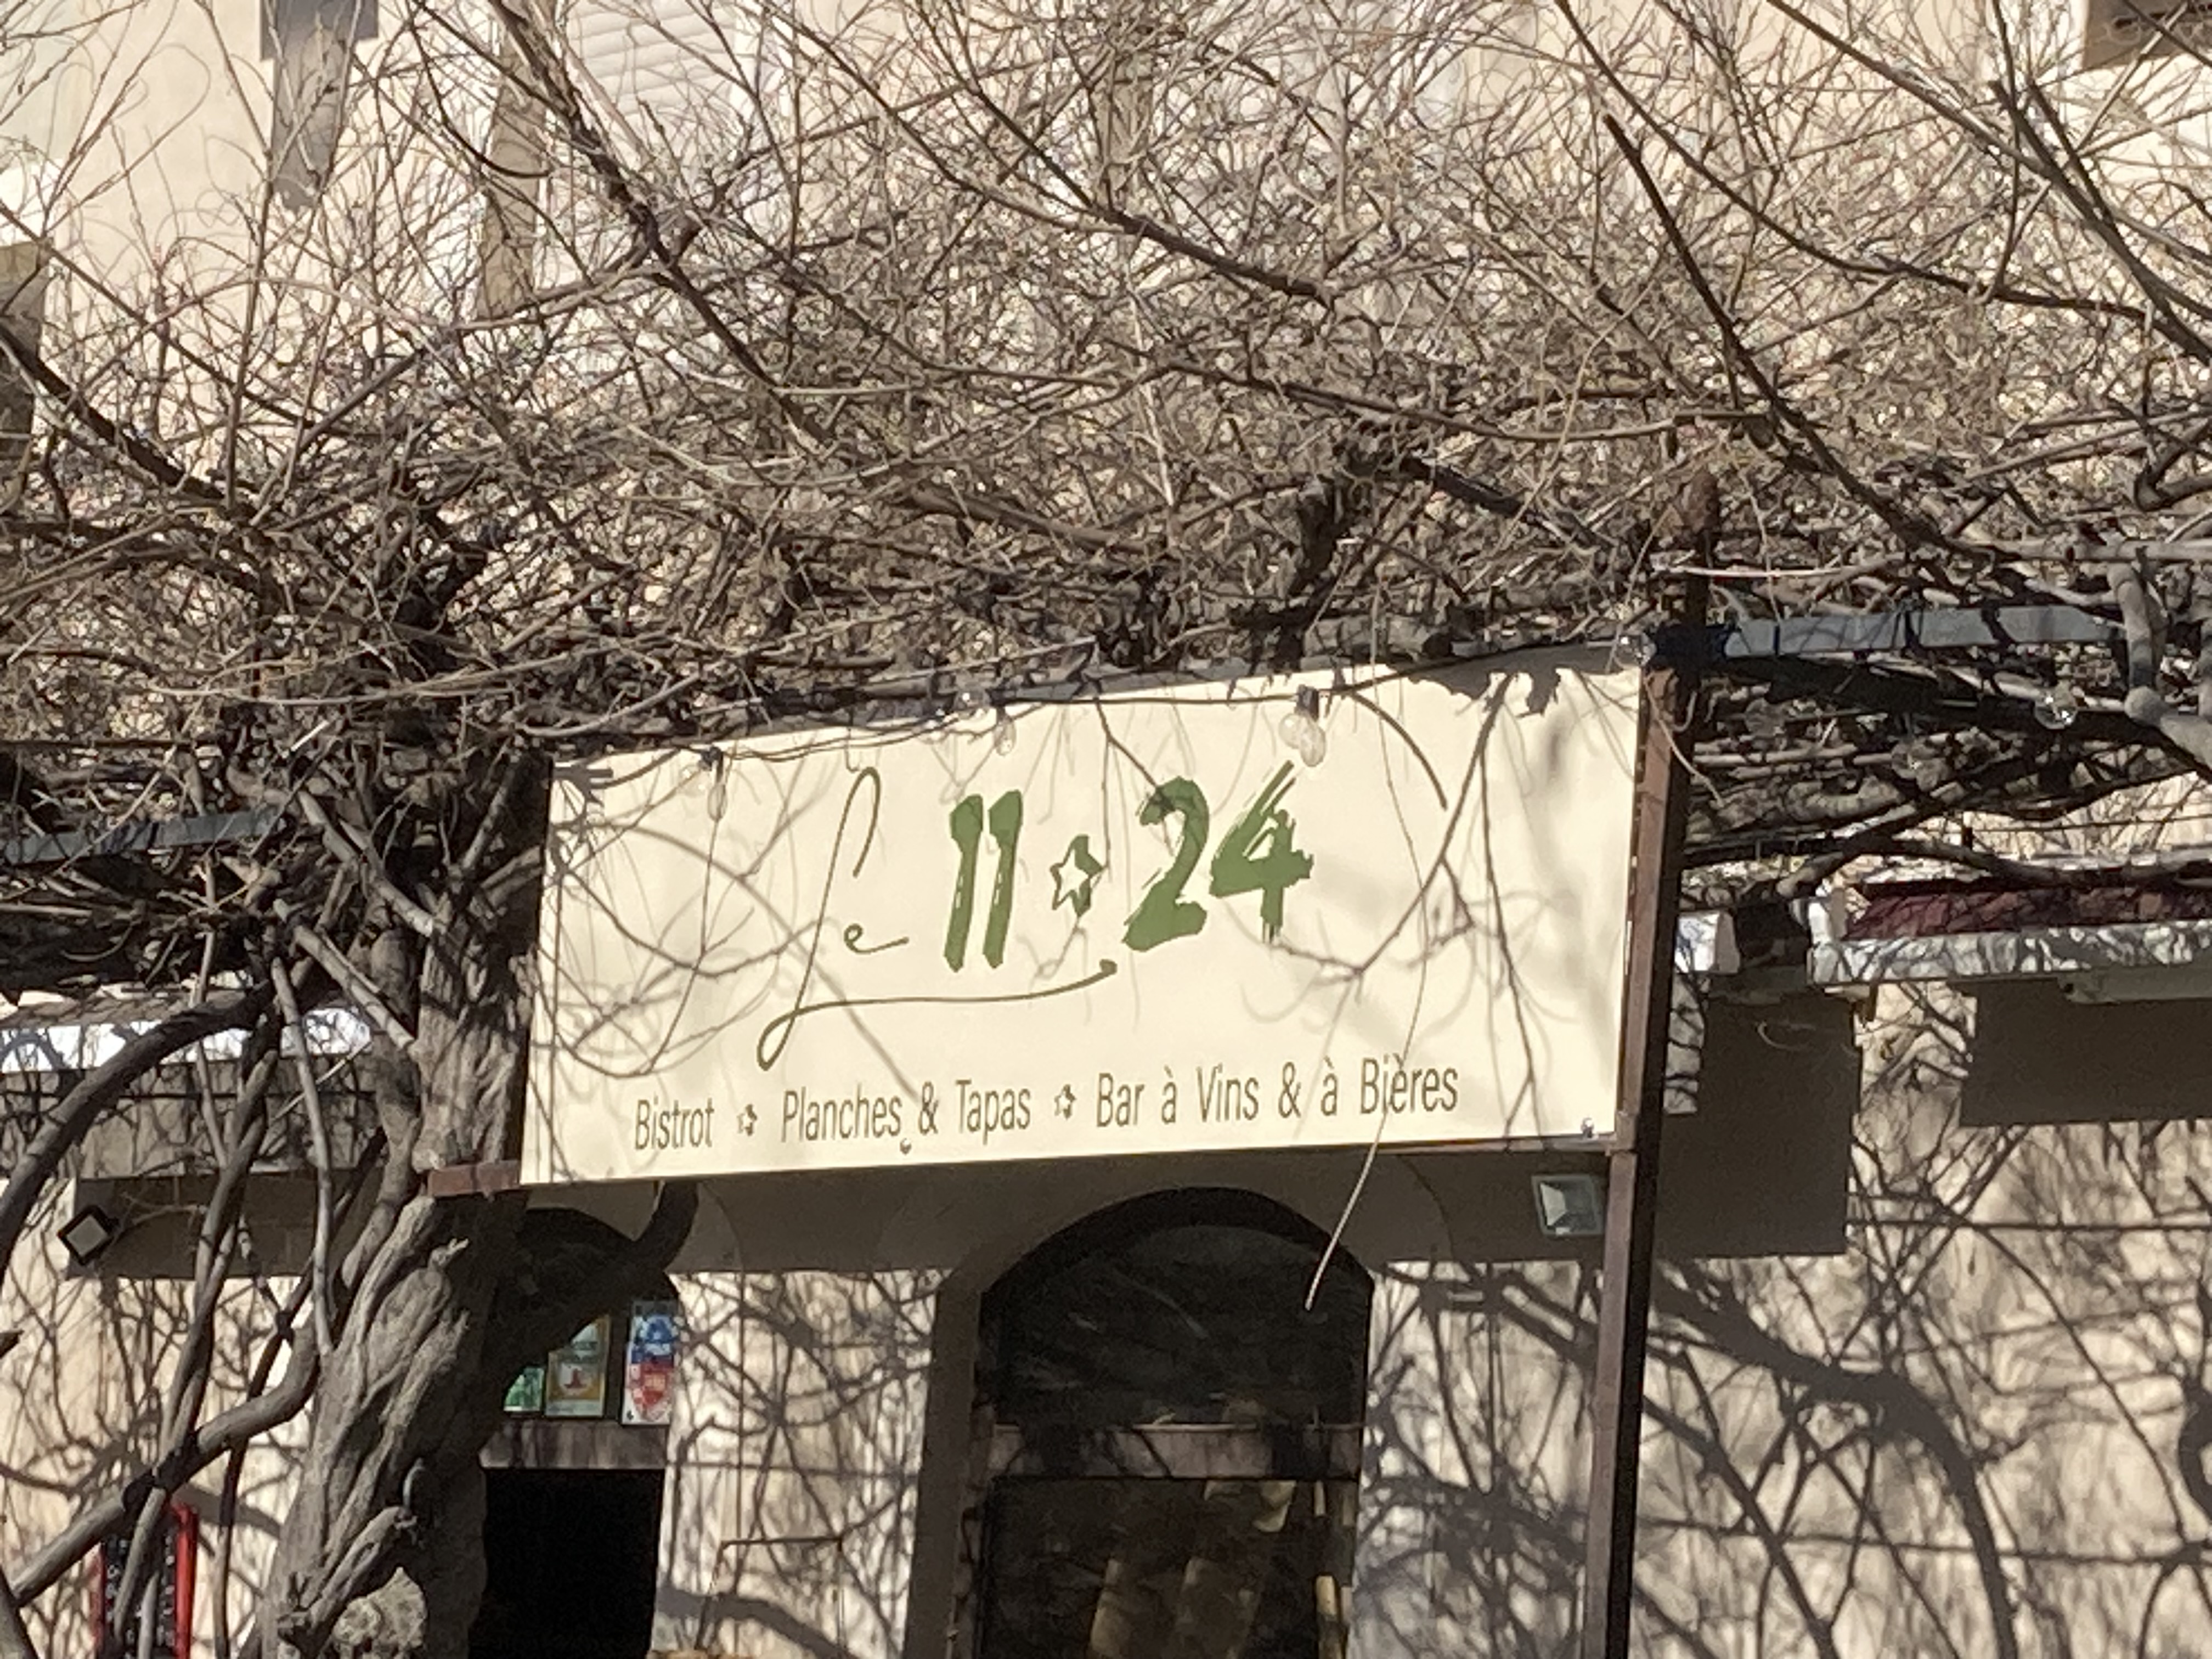 Le 11 ☆ 24
Bistrot ☆ Planches & Tapas ☆ Bar à Vins & à Bières